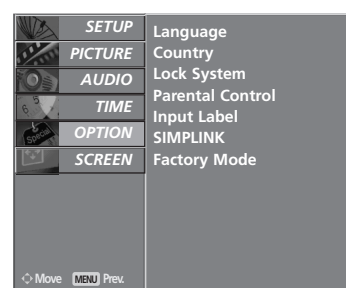 SETUP
PICTURE
AUDIO
TIME
OPTION
SCREEN
Language
Country
Lock System
Parental Control
Input Label
SIMPLINK
Factory Mode
Special
Move MENU Prev.